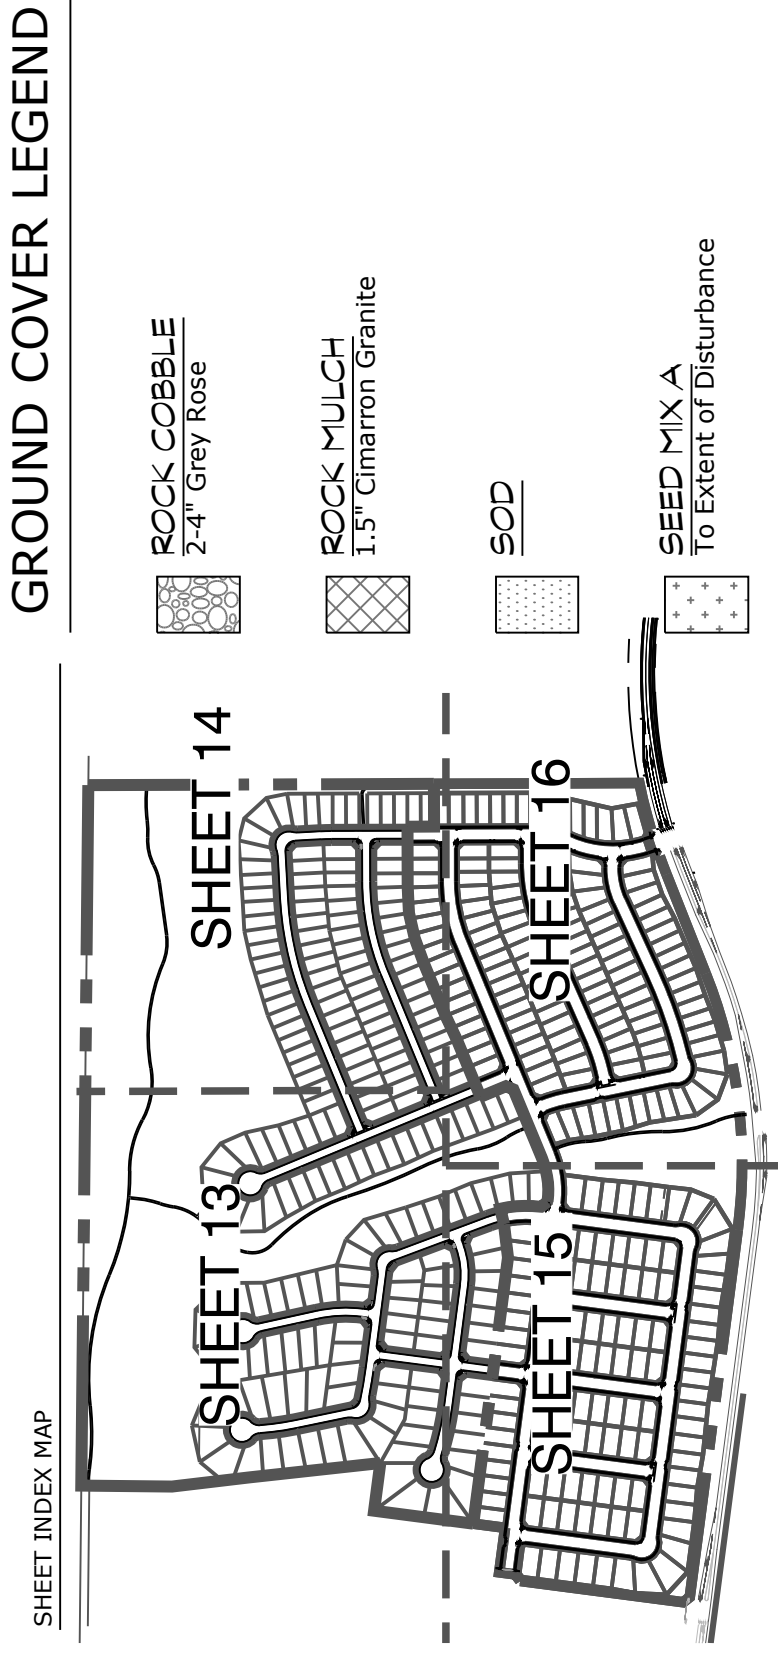 GROUND COVER LEGEND
ROCK COBBLE
2-4" Grey Rose
ROCK MULCH
1.5" Cimarron Granite
SOD
SEED MIX A
To Extent of Disturbance
SHEET INDEX MAP
SHEET 13
SHEET 14
SHEET 15
SHEET 16